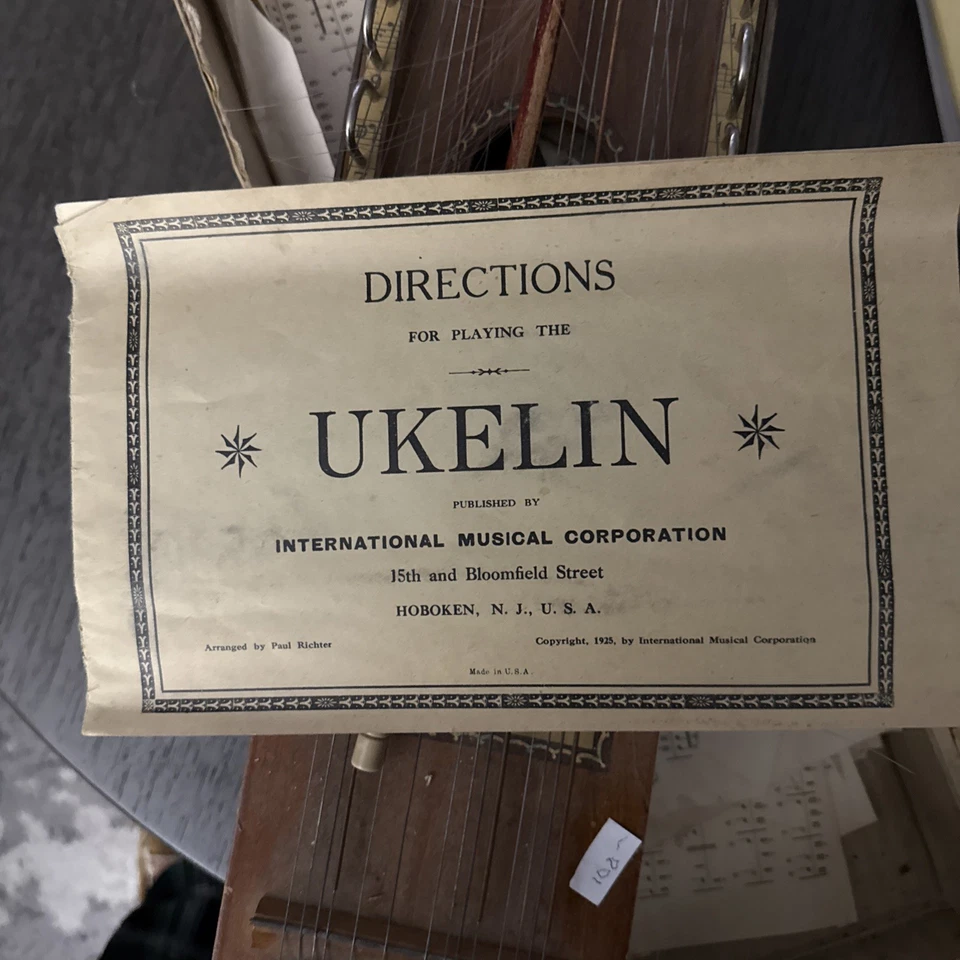 DIRECTIONS
FOR PLAYING THE
UKELIN
PUBLISHED BY
INTERNATIONAL MUSICAL CORPORATION
15th and Bloomfield Street
HOBOKEN, N. J., U. S. A.
Arranged by Paul Richter
Copyright, 1925, by International Musical Corporation
Made in U.S.A.